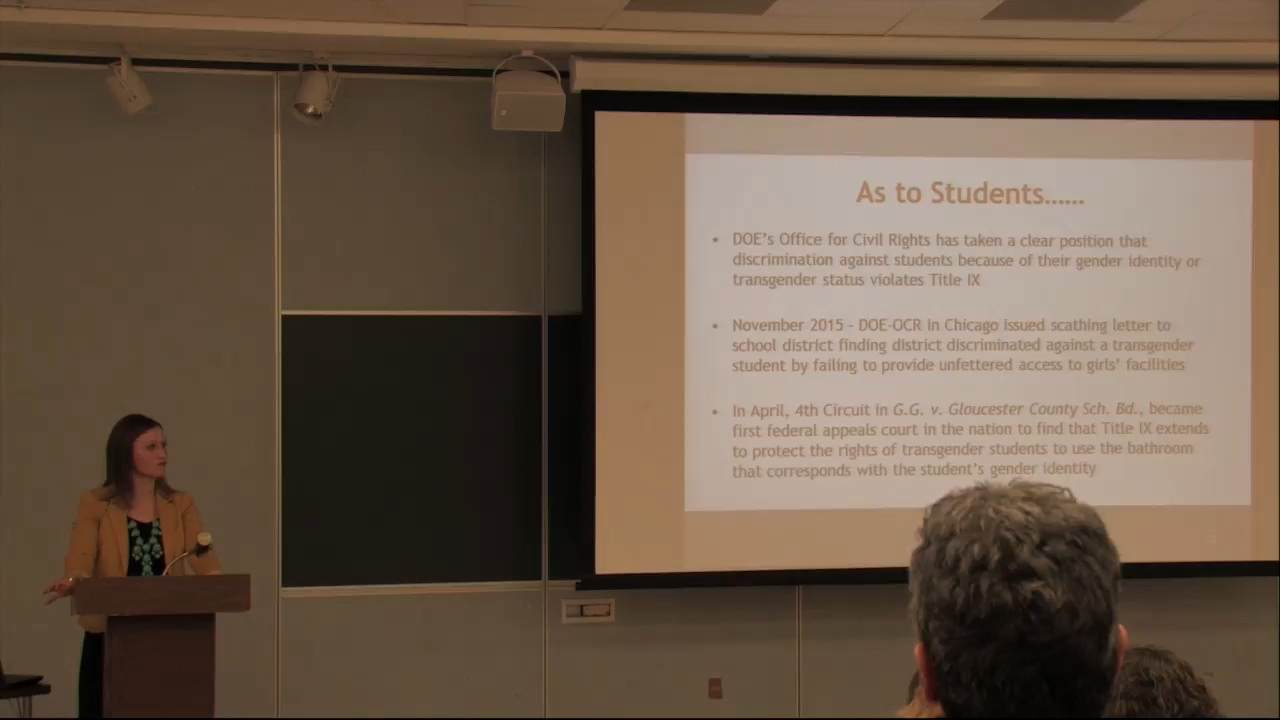 As to Students......
• DOE's Office for Civil Rights has taken a clear position that
discrimination against students because of their gender identity or
transgender status violates Title IX
• November 2015 - DOE-OCR in Chicago issued scathing letter to
school district finding district discriminated against a transgender
student by failing to provide unfettered access to girls' facilities
• In April, 4th Circuit in G.G. v. Gloucester County Sch. Bd., became
first federal appeals court in the nation to find that Title IX extends
to protect the rights of transgender students to use the bathroom
that corresponds with the student's gender identity